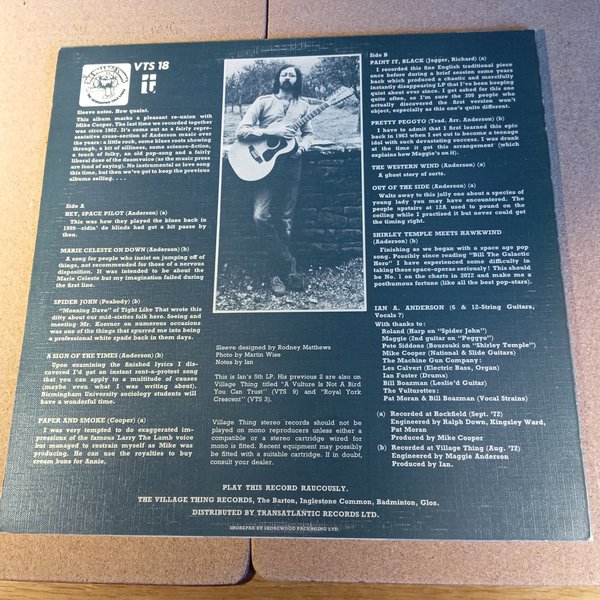 VTS 18
Sleeve notes. How quaint.
This album marks a pleasant re-union with
Mike Cooper. The last time we recorded together
was circa 1967. It's come out as a fairly repre-
sentative cross-section of Anderson music over
the years: a little rock, some blues roots showing
through, a bit of silliness, some science-fiction,
a touch of folky, an old pop-song and a fairly
liberal dose of the doomvoice (as the music press
are fond of saying). No instrumental or love song
this time, but then we've got to keep the previous
albums selling. . . .
Side A
HEY, SPACE PILOT (Anderson) (a)
This was how they played the blues back in
1999—ridin' de blinds had got a bit passe by
then.
MARIE CELESTE ON DOWN (Anderson) (b)
A song for people who insist on jumping off of
things, not recommended for those of a nervous
disposition. It was intended to be about the
Marie Celeste but my imagination failed during
the first line.
SPIDER JOHN (Peabody) (b)
"Moaning Dave" of Tight Like That wrote this
ditty about our mid-sixties folk hero. Seeing and
meeting Mr. Koerner on numerous occasions
was one of the things that spurred me into being
a professional white spade back in them days.
A SIGN OF THE TIMES (Anderson) (b)
Upon examining the finished lyrics I dis-
covered I'd got an instant rent-a-protest song
that you can apply to a multitude of causes
(maybe even what I was writing about).
Birmingham University sociology students will
have a wonderful time.
PAPER AND SMOKE (Cooper) (a)
I was very tempted to do exaggerated im-
pressions of the famous Larry The Lamb voice
but managed to restrain myself as Mike was
producing. He can use the royalties to buy
cream buns for Annie.
Sleeve designed by Rodney Matthews
Photo by Martin Wise
Notes by Ian
This is Ian's 5th LP. His previous 2 are also on
Village Thing titled "A Vulture Is Not A Bird
You Can Trust" (VTS 9) and "Royal York
Crescent" (VTS 3).
Village Thing stereo records should not be
played on mono reproducers unless either a
compatible or a stereo cartridge wired for
mono is fitted. Recent equipment may possibly
be fitted with a suitable cartridge. If in doubt,
consult your dealer.
Side B
PAINT IT, BLACK (Jagger, Richard) (a)
I recorded this fine English traditional piece
once before during a brief session some years
back which produced a chaotic and mercifully
instantly disappearing LP that I've been keeping
quiet about ever since. I get asked for this one
quite often, so I'm sure the 209 people who
actually discovered the first version won't
object, especially as this one's quite different.
PRETTY PEGGYO (Trad. Arr. Anderson) (b)
I have to admit that I first learned this epic
back in 1963 when I set out to become a teenage
idol with such devastating success. I was drunk
at the time it got this arrangement (which
explains how Maggie's on it).
THE WESTERN WIND (Anderson) (a)
A ghost story of sorts.
OUT OF THE SIDE (Anderson) (a)
Waltz away to this jolly one about a species of
young lady you may have encountered. The
people upstairs at 12A used to pound on the
ceiling while I practised it but never could get
the timing right.
SHIRLEY TEMPLE MEETS HAWKWIND
(Anderson) (b)
Finishing as we began with a space age pop
song. Possibly since reading "Bill The Galactic
Hero" I have experienced some difficulty in
taking these space-operas seriously! This should
be No. 1 on the charts in 2072 and make me a
posthumous fortune (like all the best pop-stars).
IAN A. ANDERSON (6 & 12-String Guitars,
Vocals ?)
With thanks to:
Roland (Harp on "Spider John")
Maggie (2nd guitar on "Peggyo")
Pete Siddons (Bouzouki on "Shirley Temple")
Mike Cooper (National & Slide Guitars)
The Machine Gun Company:
Les Calvert (Electric Bass, Organ)
Ian Foster (Drums)
Bill Boazman (Leslie'd Guitar)
The Vulturettes:
Pat Moran & Bill Boazman (Vocal Strains)
(a) Recorded at Rockfield (Sept. '72)
Engineered by Ralph Down, Kingsley Ward,
Pat Moran
Produced by Mike Cooper
(b) Recorded at Village Thing (Aug. '72)
Engineered by Maggie Anderson
Produced by Ian.
PLAY THIS RECORD RAUCOUSLY.
THE VILLAGE THING RECORDS, The Barton, Inglestone Common, Badminton, Glos.
DISTRIBUTED BY TRANSATLANTIC RECORDS LTD.
SHOREPAK BY SHOREWOOD PACKAGING LTD.